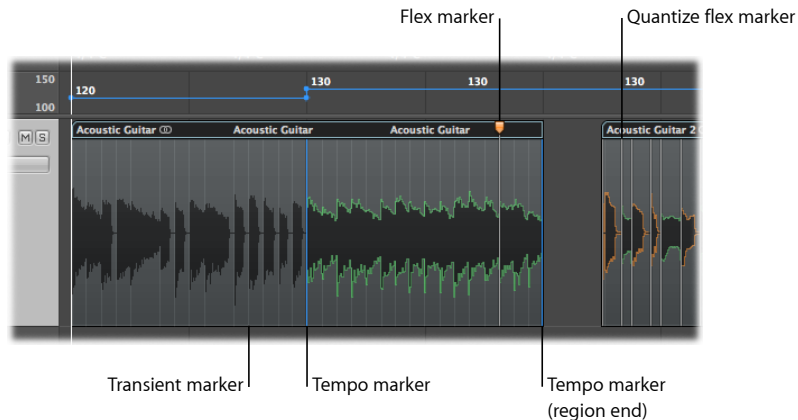 Flex marker
Quantize flex marker
150
120
130
130
130
100
M S
Acoustic Guitar
Acoustic Guitar
Acoustic Guitar
Acoustic Guitar 2
Transient marker
Tempo marker
Tempo marker
(region end)